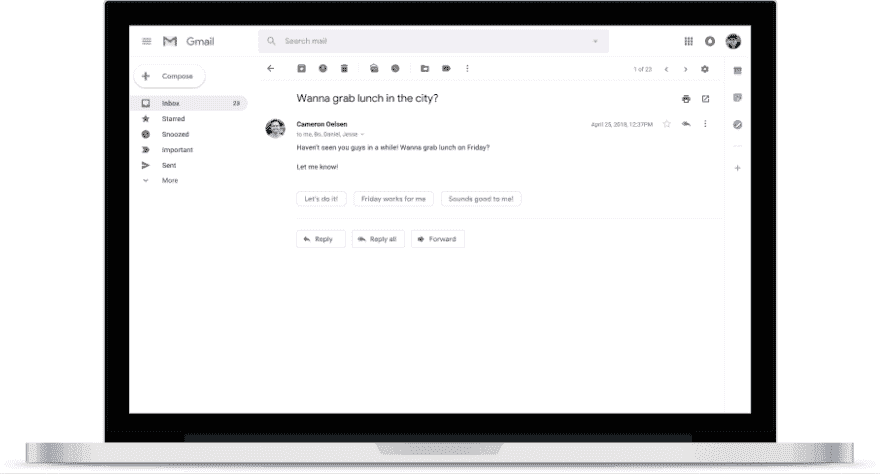 Gmail
Search mail
Compose
1 of 23
Inbox 23
Starred
Snoozed
Important
Sent
More
Wanna grab lunch in the city?
Cameron Oelsen
April 25, 2018, 12:37PM
to me, Bo, Daniel, Jesse
Haven't seen you guys in a while! Wanna grab lunch on Friday?
Let me know!
Let's do it!
Friday works for me
Sounds good to me!
Reply
Reply all
Forward